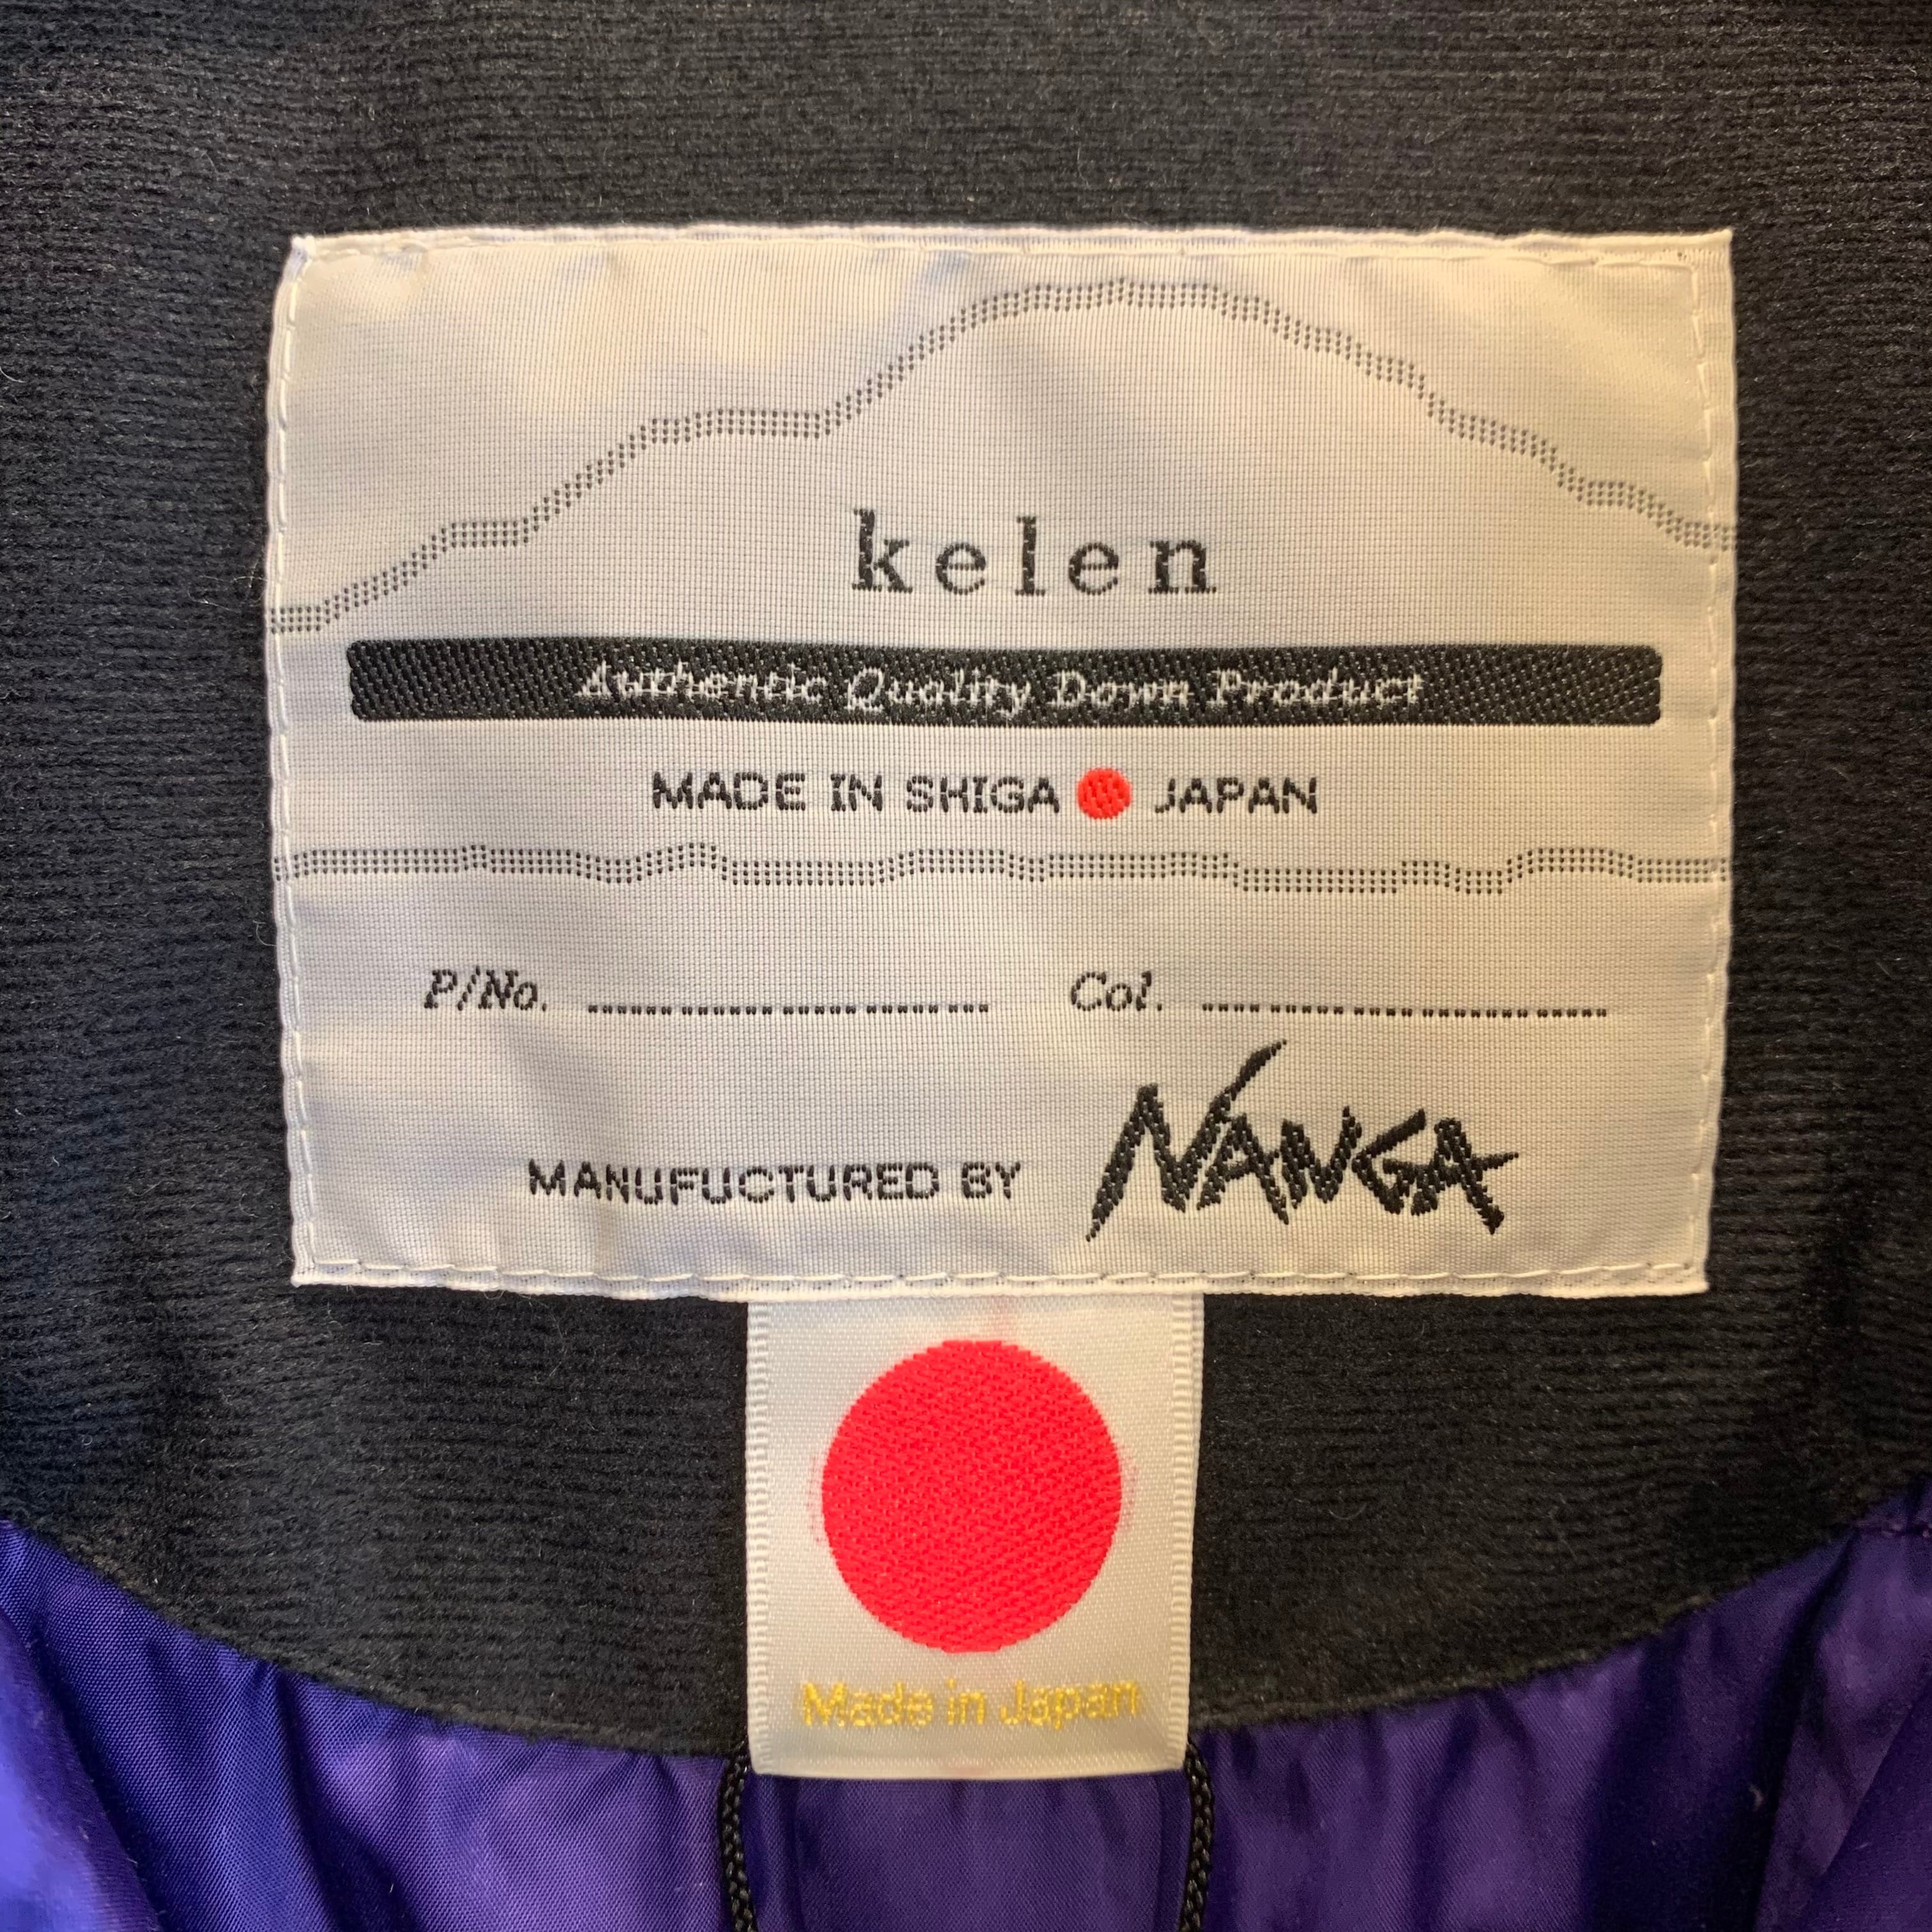 kelen
Authentic Quality Down Product
MADE IN SHIGA JAPAN
P/No. Col.
MANUFUCTURED BY NANGA
Made in Japan